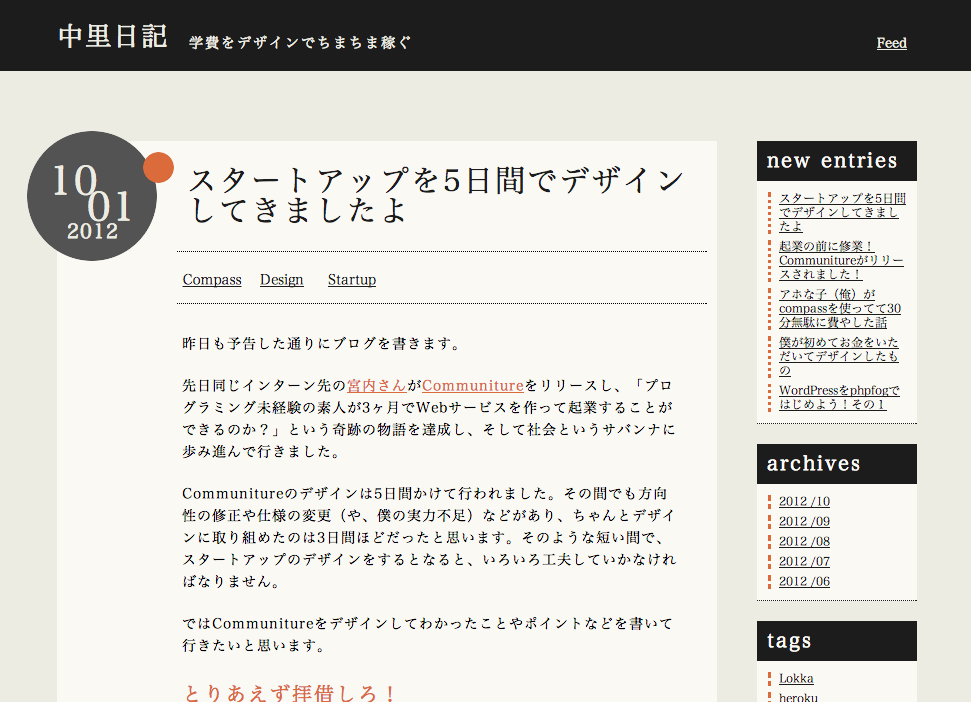 中里日記
学費をデザインでちまちま稼ぐ
Feed
10
01
2012
スタートアップを5日間でデザイン
してきましたよ
Compass Design Startup
昨日も予告した通りにブログを書きます。
先日同じインターン先の宮内さんがCommunitureをリリースし、「プロ
グラミング未経験の素人が3ヶ月でWebサービスを作って起業することが
できるのか？」という奇跡の物語を達成し、そして社会というサバンナに
歩み進んで行きました。
Communitureのデザインは5日間かけて行われました。その間でも方向
性の修正や仕様の変更（や、僕の実力不足）などがあり、ちゃんとデザイ
ンに取り組めたのは3日間ほどだったと思います。そのような短い間で、
スタートアップのデザインをするとなると、いろいろ工夫していかなけれ
ばなりません。
ではCommunitureをデザインしてわかったことやポイントなどを書いて
行きたいと思います。
とりあえず拝借しろ！
new entries
スタートアップを5日間
でデザインしてきまし
たよ
起業の前に修業！
Communitureがリリー
スされました！
アホな子（俺）が
compassを使ってて30
分無駄に費やした話
僕が初めてお金をいた
だいてデザインしたも
の
WordPressをphpfogで
はじめよう！その１
archives
2012 /10
2012 /09
2012 /08
2012 /07
2012 /06
tags
Lokka
heroku